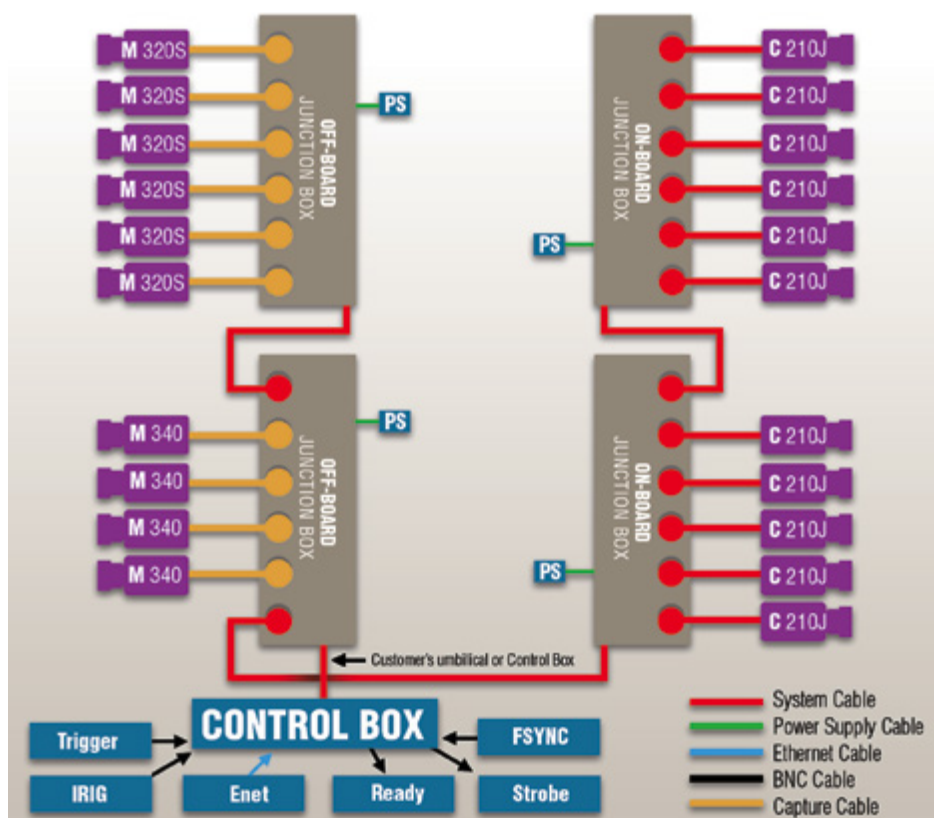 M 320S
M 320S
M 320S
M 320S
M 320S
M 320S
OFF-BOARD
JUNCTION BOX
PS
ON-BOARD
JUNCTION BOX
PS
C 210J
C 210J
C 210J
C 210J
C 210J
C 210J
M 340
M 340
M 340
M 340
OFF-BOARD
JUNCTION BOX
PS
ON-BOARD
JUNCTION BOX
PS
C 210J
C 210J
C 210J
C 210J
C 210J
Customer's umbilical or Control Box
CONTROL BOX
Trigger
IRIG
Enet
Ready
Strobe
FSYNC
System Cable
Power Supply Cable
Ethernet Cable
BNC Cable
Capture Cable